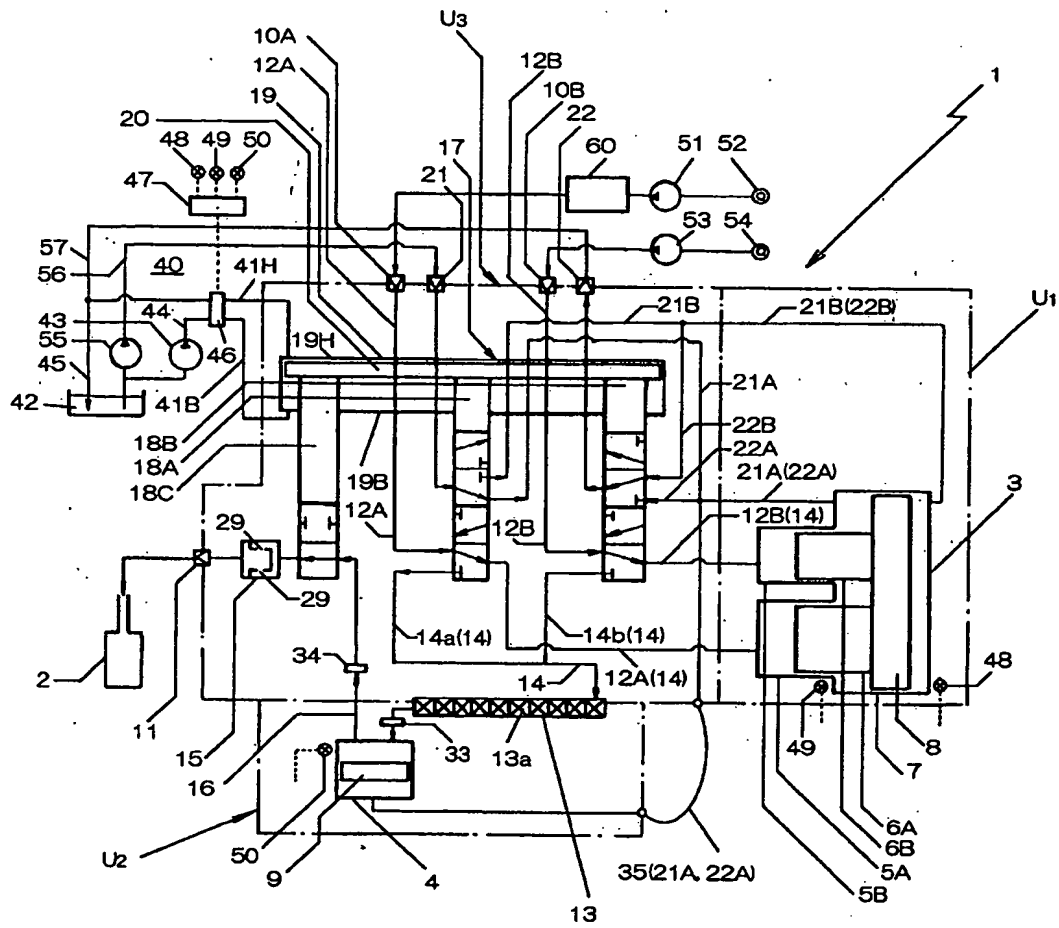 U3
10A
12B
12A
10B
1
19
22
20
48
49
50
17
60
51
52
21
47
53
54
57
56
40
41H
U1
43
44
21B
21B(22B)
55
19H
46
45
21A
42
41B
22B
18B
22A
18A
19B
21A(22A)
3
18C
12A
12B
12B(14)
29
29
14a(14)
14b(14)
34
2
14
12A(14)
48
11
33
13a
49
15
8
16
7
50
6A
U2
9
4
35(21A, 22A)
6B
5A
13
5B